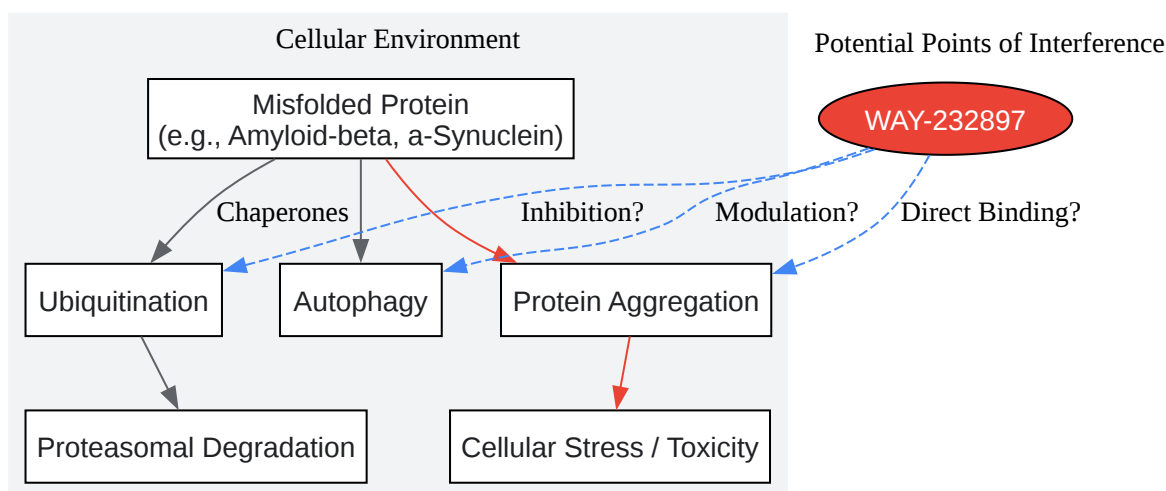 Cellular Environment
Potential Points of Interference
Misfolded Protein
(e.g., Amyloid-beta, a-Synuclein)
WAY-232897
Chaperones
Inhibition?
Modulation?
Direct Binding?
Ubiquitination
Autophagy
Protein Aggregation
Proteasomal Degradation
Cellular Stress / Toxicity